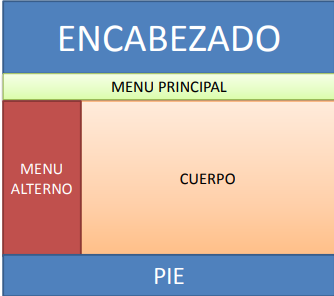 ENCABEZADO
MENU PRINCIPAL
MENU
ALTERNO
CUERPO
PIE